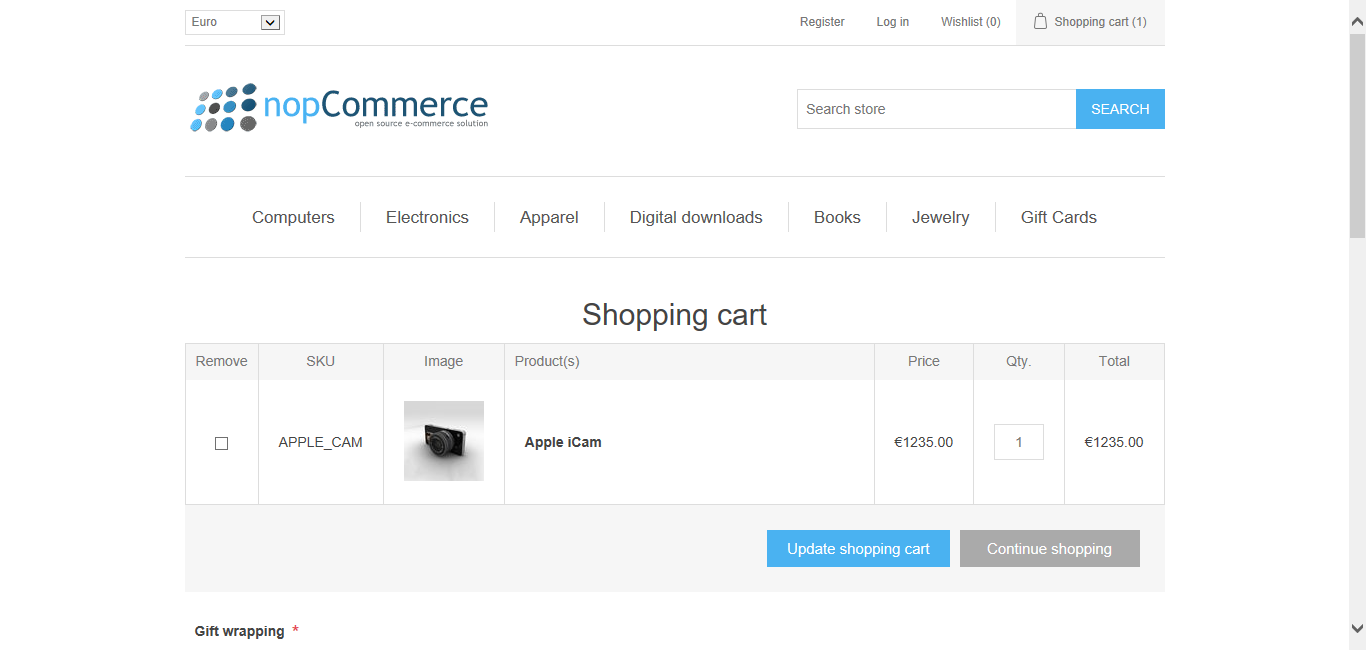 Euro
Register Log in Wishlist (0) Shopping cart (1)
nopCommerce
open source e-commerce solution
Search store SEARCH
Computers Electronics Apparel Digital downloads Books Jewelry Gift Cards
Shopping cart
Remove SKU Image Product(s) Price Qty. Total
APPLE_CAM Apple iCam €1235.00 1 €1235.00
Update shopping cart Continue shopping
Gift wrapping *